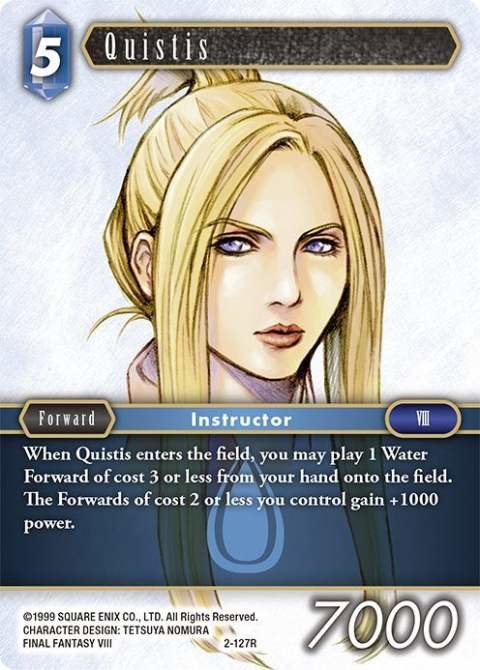 5
Quistis
Forward
Instructor
VIII
When Quistis enters the field, you may play 1 Water
Forward of cost 3 or less from your hand onto the field.
The Forwards of cost 2 or less you control gain +1000
power.
©1999 SQUARE ENIX CO., LTD. All Rights Reserved.
CHARACTER DESIGN: TETSUYA NOMURA
FINAL FANTASY VIII
2-127R
7000